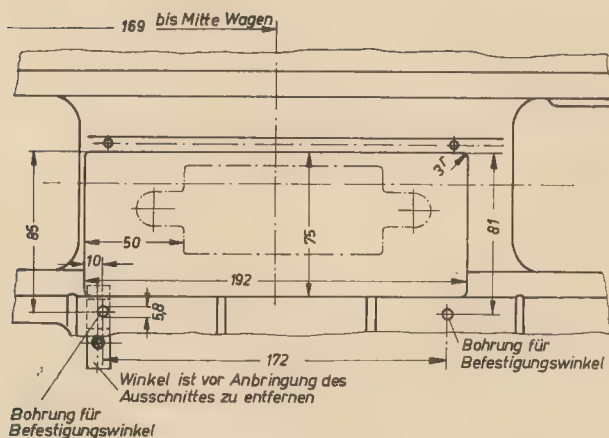 169 bis Mitte Wagen
3r
85
75
81
50
10
192
5,8
172
Bohrung für
Befestigungswinkel
Winkel ist vor Anbringung des
Ausschnittes zu entfernen
Bohrung für
Befestigungswinkel